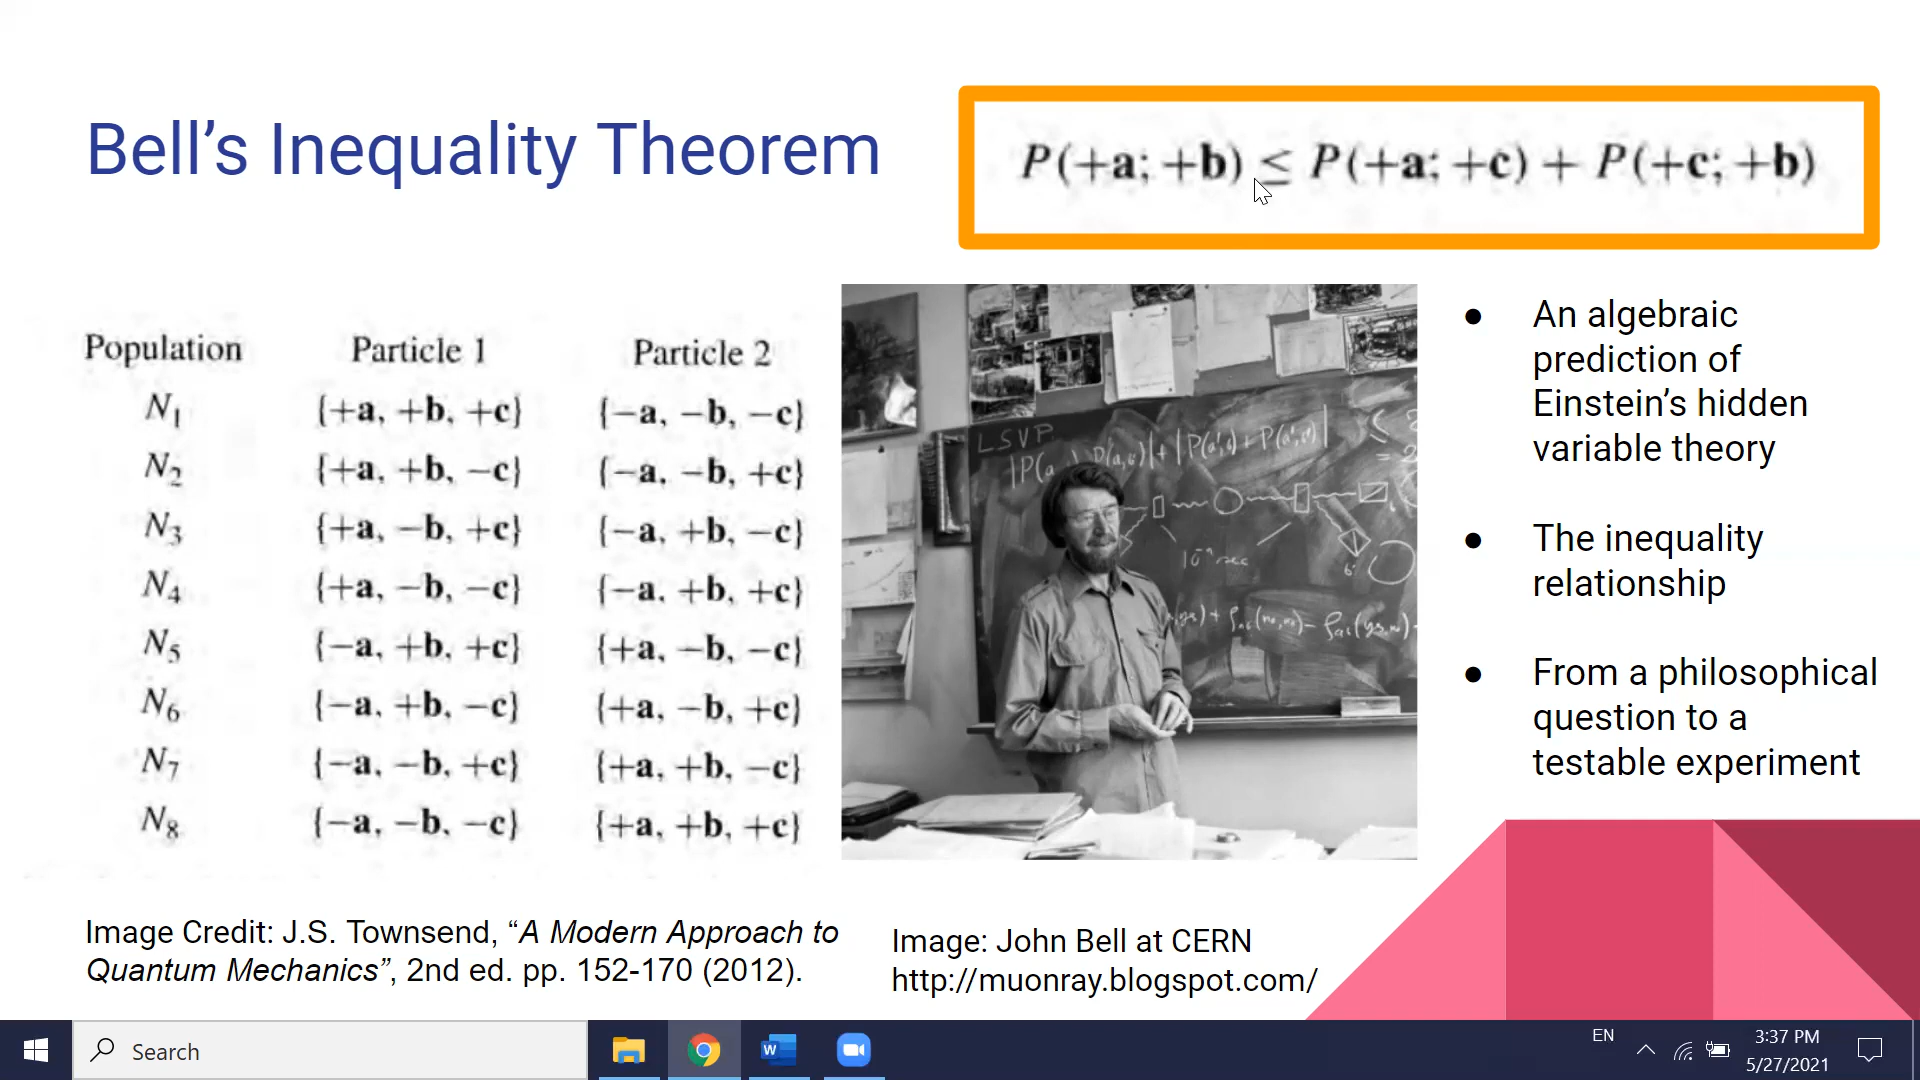 Bell’s Inequality Theorem
P(+a; +b) ≤ P(+a; +c) + P(+c; +b)
Population Particle 1 Particle 2
N1 {+a, +b, +c} {−a, −b, −c}
N2 {+a, +b, −c} {−a, −b, +c}
N3 {+a, −b, +c} {−a, +b, −c}
N4 {+a, −b, −c} {−a, +b, +c}
N5 {−a, +b, +c} {+a, −b, −c}
N6 {−a, +b, −c} {+a, −b, +c}
N7 {−a, −b, +c} {+a, +b, −c}
N8 {−a, −b, −c} {+a, +b, +c}
Image Credit: J.S. Townsend, “A Modern Approach to
Quantum Mechanics”, 2nd ed. pp. 152-170 (2012).
LSVP
Image: John Bell at CERN
http://muonray.blogspot.com/
● An algebraic
prediction of
Einstein’s hidden
variable theory
● The inequality
relationship
● From a philosophical
question to a
testable experiment
Search
EN
3:37 PM
5/27/2021